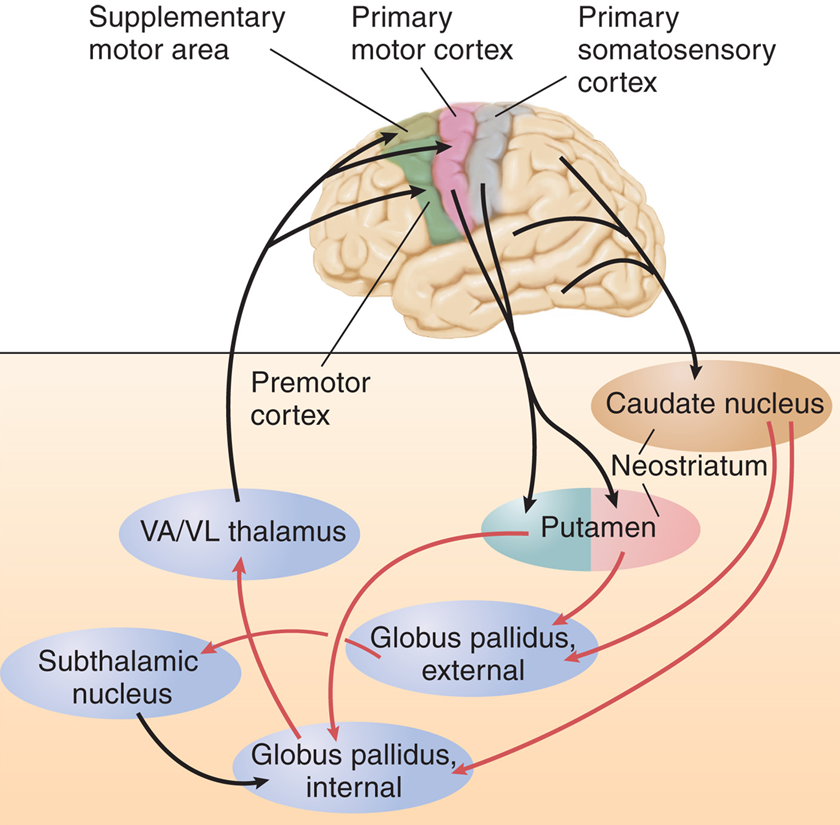 Supplementary
motor area
Primary
motor cortex
Primary
somatosensory
cortex
Premotor
cortex
Caudate nucleus
Neostriatum
VA/VL thalamus
Putamen
Globus pallidus,
external
Subthalamic
nucleus
Globus pallidus,
internal